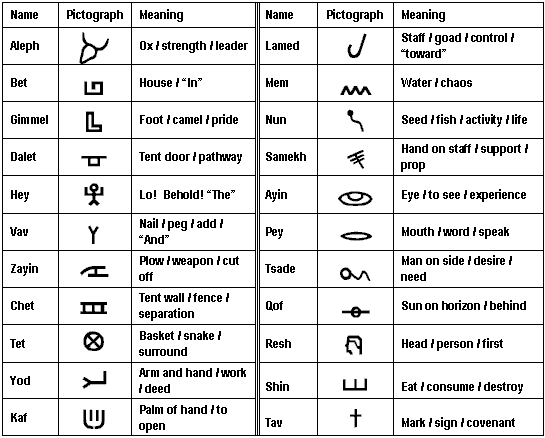 Name Pictograph Meaning
Aleph Ox / strength / leader
Bet House / "In"
Gimmel Foot / camel / pride
Dalet Tent door / pathway
Hey Lo! Behold! "The"
Vav Nail / peg / add /
"And"
Zayin Plow / weapon / cut
off
Chet Tent wall / fence /
separation
Tet Basket / snake /
surround
Yod Arm and hand / work
/ deed
Kaf Palm of hand / to
open
Name Pictograph Meaning
Lamed Staff / goad / control /
"toward"
Mem Water / chaos
Nun Seed / fish / activity / life
Samekh Hand on staff / support /
prop
Ayin Eye / to see / experience
Pey Mouth / word / speak
Tsade Man on side / desire /
need
Qof Sun on horizon / behind
Resh Head / person / first
Shin Eat / consume / destroy
Tav Mark / sign / covenant